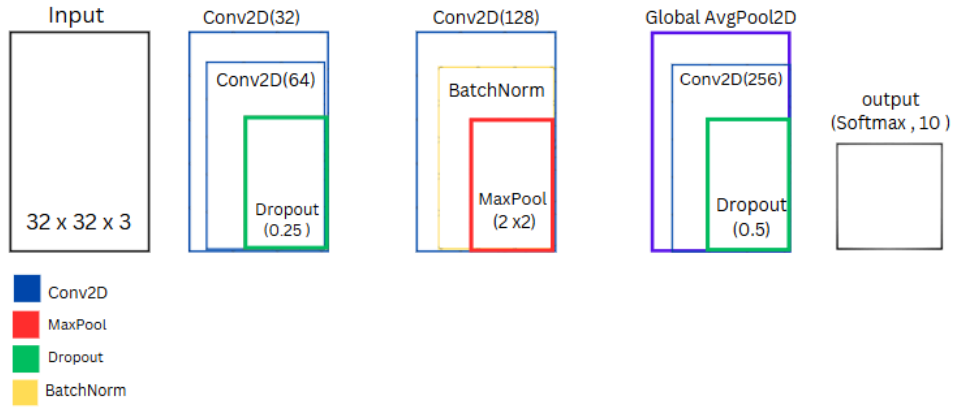 Input
32 x 32 x 3
Conv2D(32)
Conv2D(64)
Dropout
(0.25 )
Conv2D(128)
BatchNorm
MaxPool
(2 x2)
Global AvgPool2D
Conv2D(256)
Dropout
(0.5)
output
(Softmax , 10 )
Conv2D
MaxPool
Dropout
BatchNorm